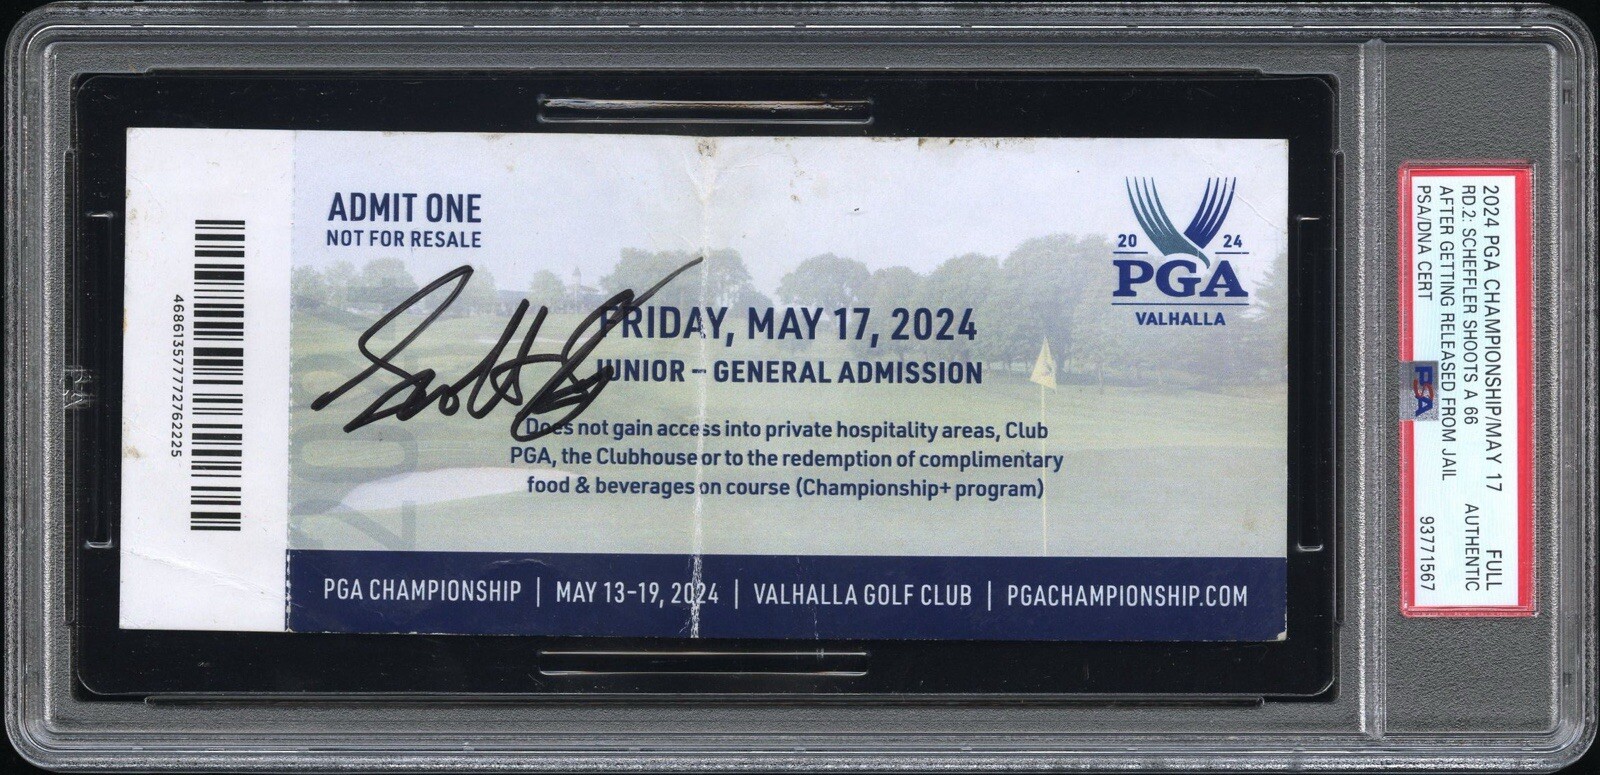 ADMIT ONE
NOT FOR RESALE
46861357772762225
20 24
PGA
VALHALLA
FRIDAY, MAY 17, 2024
JUNIOR - GENERAL ADMISSION
Does not gain access into private hospitality areas, Club
PGA, the Clubhouse or to the redemption of complimentary
food & beverages on course (Championship+ program)
PGA CHAMPIONSHIP | MAY 13-19, 2024 | VALHALLA GOLF CLUB | PGACHAMPIONSHIP.COM
2024 PGA CHAMPIONSHIP/MAY 17 FULL
RD.2: SCHEFFLER SHOOTS A 66 AUTHENTIC
AFTER GETTING RELEASED FROM JAIL
PSA/DNA CERT 93771567
PSA